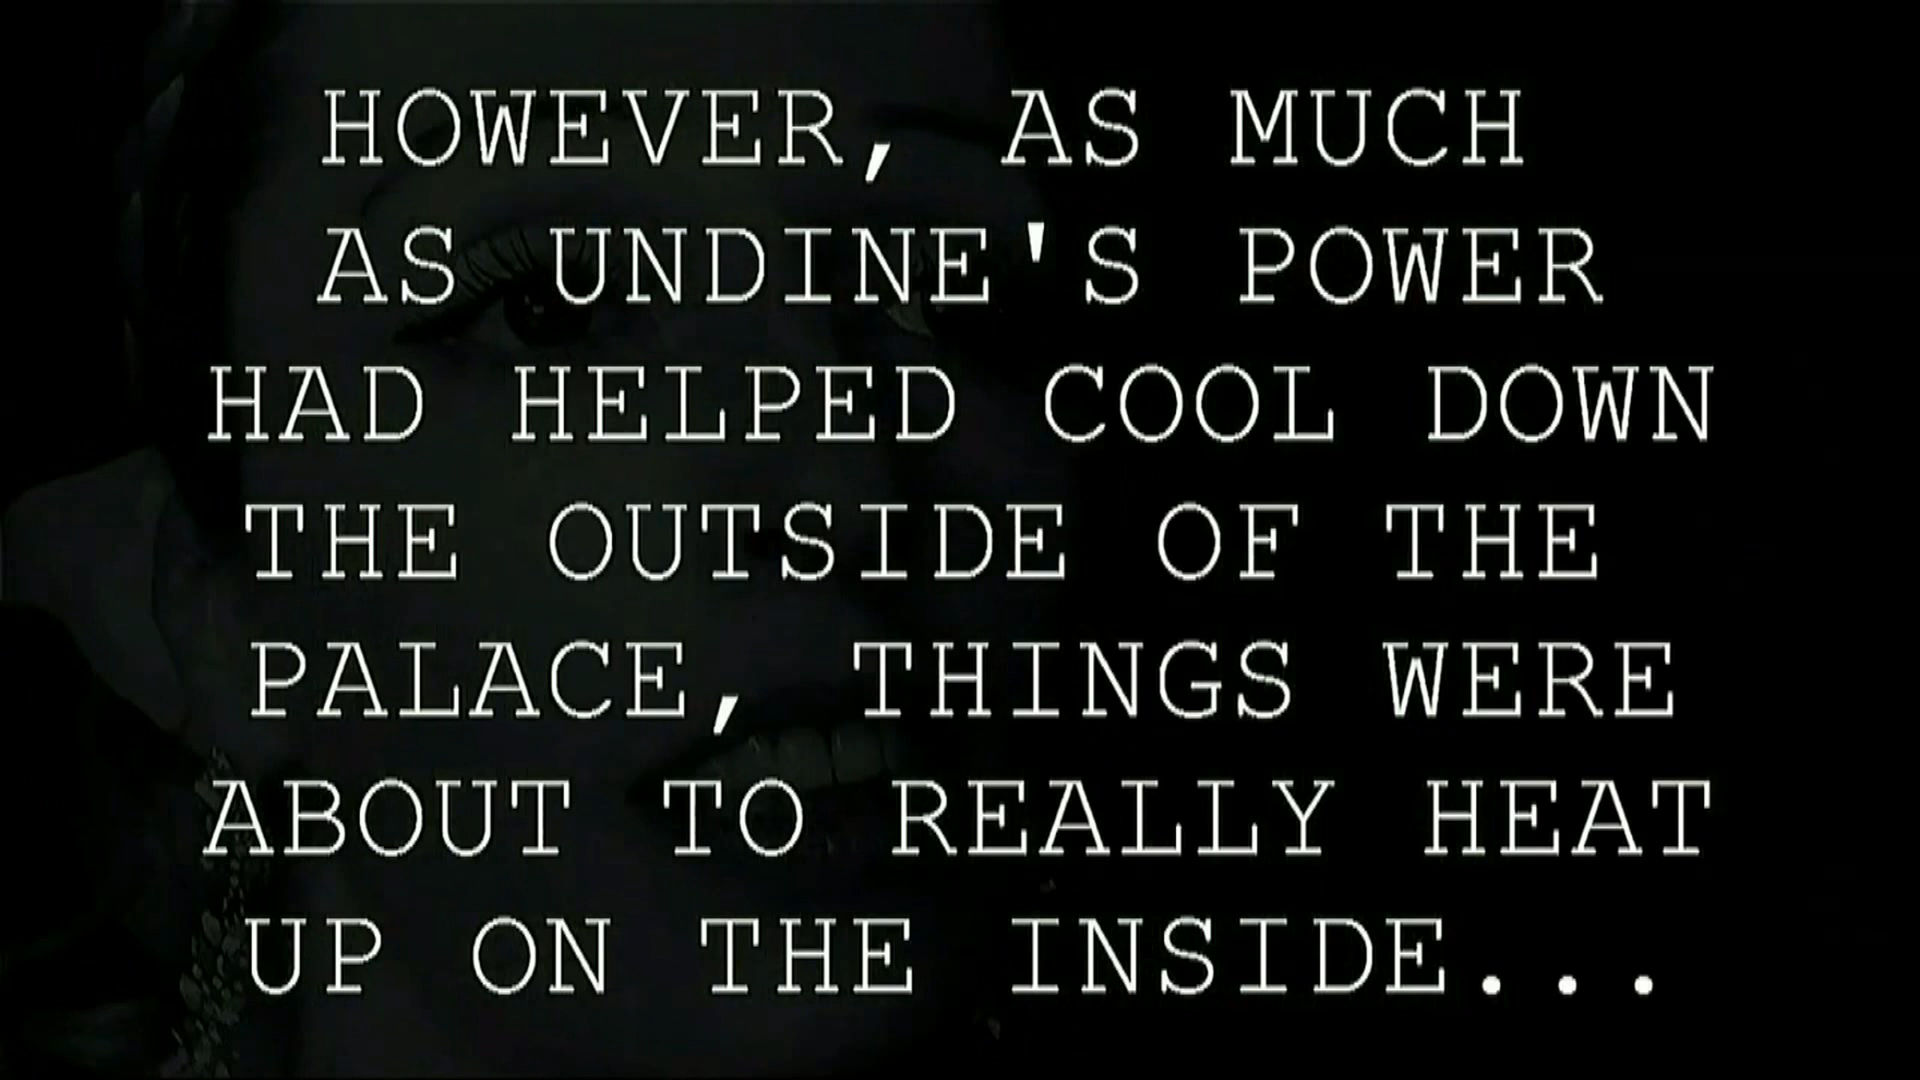 HOWEVER, AS MUCH
AS UNDINE'S POWER
HAD HELPED COOL DOWN
THE OUTSIDE OF THE
PALACE, THINGS WERE
ABOUT TO REALLY HEAT
UP ON THE INSIDE...